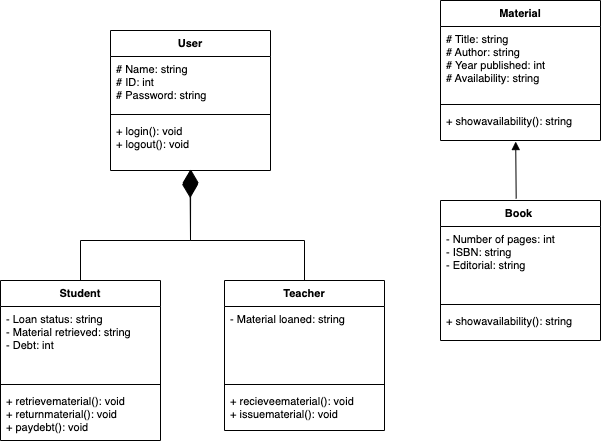 User
# Name: string
# ID: int
# Password: string
+ login(): void
+ logout(): void
Material
# Title: string
# Author: string
# Year published: int
# Availability: string
+ showavailability(): string
Book
- Number of pages: int
- ISBN: string
- Editorial: string
+ showavailability(): string
Student
- Loan status: string
- Material retrieved: string
- Debt: int
+ retrievematerial(): void
+ returnmaterial(): void
+ paydebt(): void
Teacher
- Material loaned: string
+ recieveematerial(): void
+ issuematerial(): void